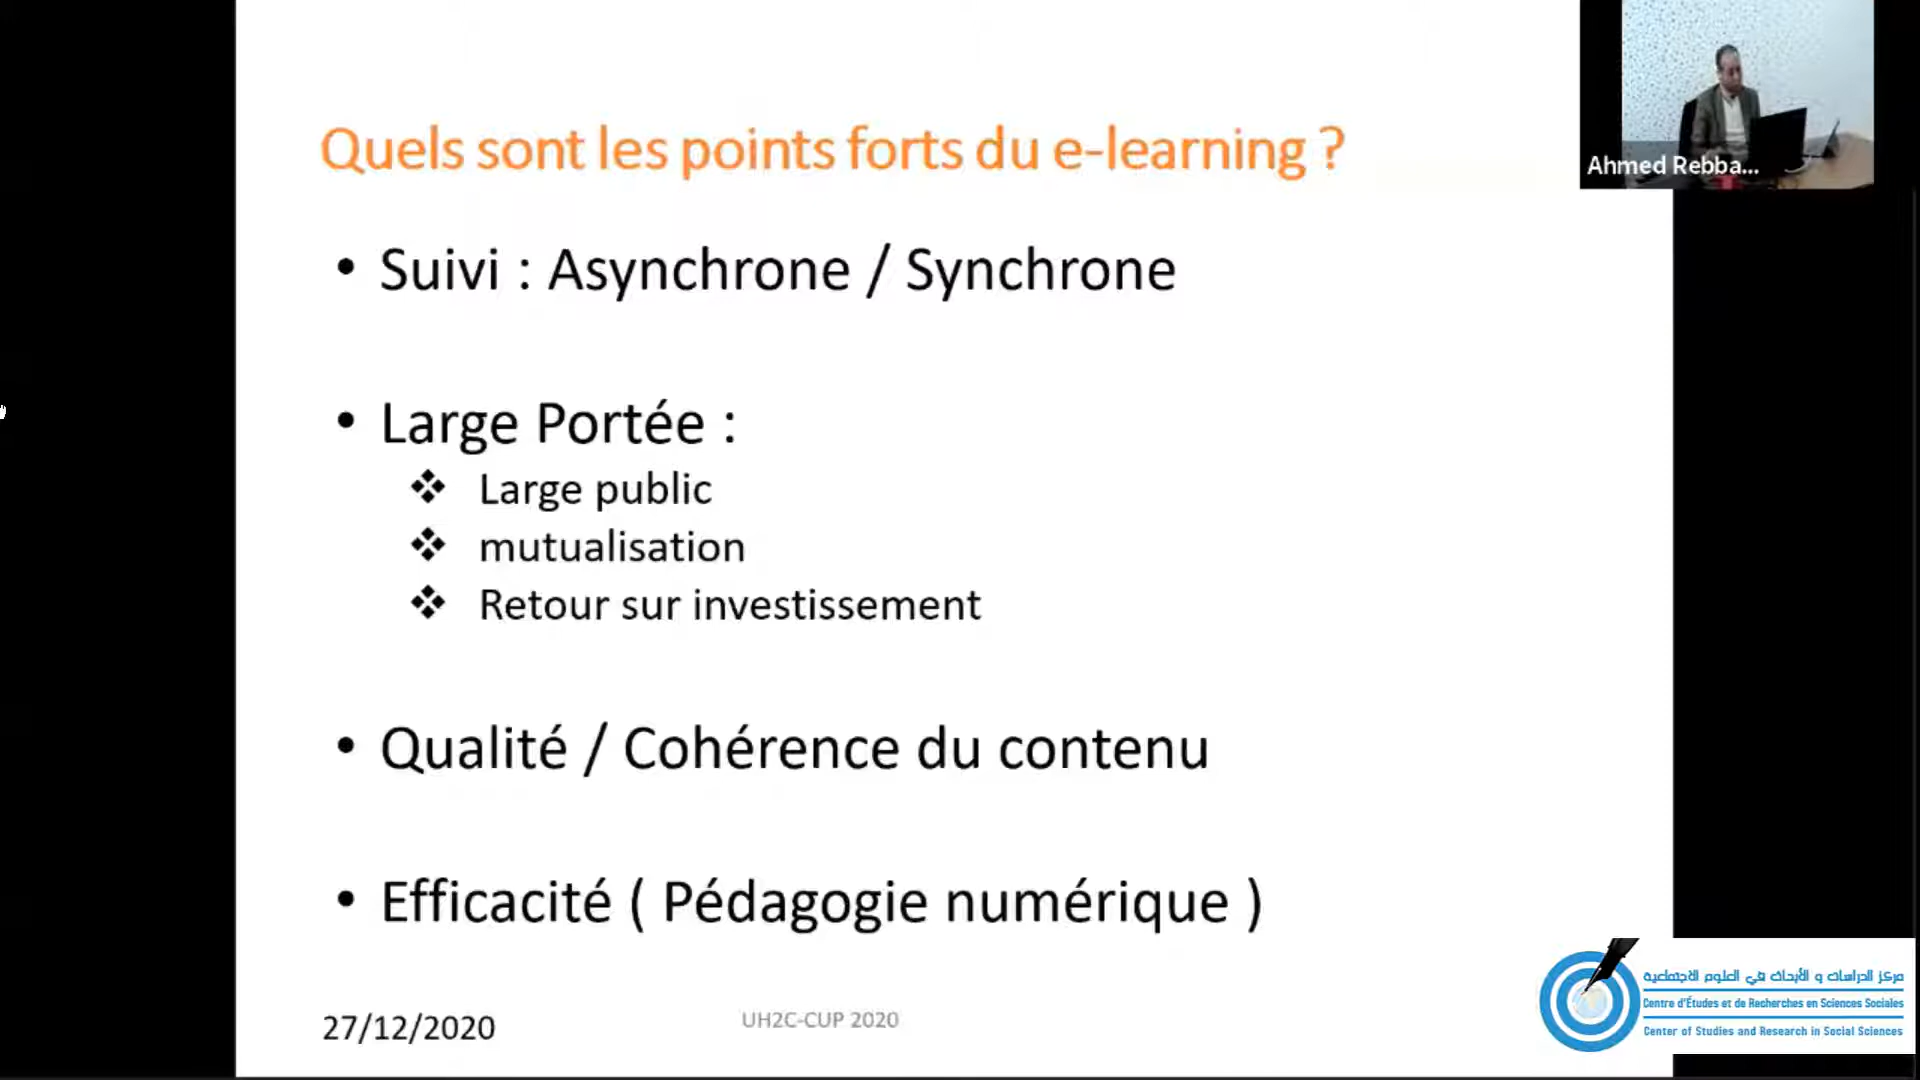 Quels sont les points forts du e-learning ?
Ahmed Rebba...
• Suivi : Asynchrone / Synchrone
• Large Portée :
❖ Large public
❖ mutualisation
❖ Retour sur investissement
• Qualité / Cohérence du contenu
• Efficacité ( Pédagogie numérique )
27/12/2020
UH2C-CUP 2020
مركز الدراسات و الأبحاث في العلوم الاجتماعية
Centre d'Études et de Recherches en Sciences Sociales
Center of Studies and Research in Social Sciences